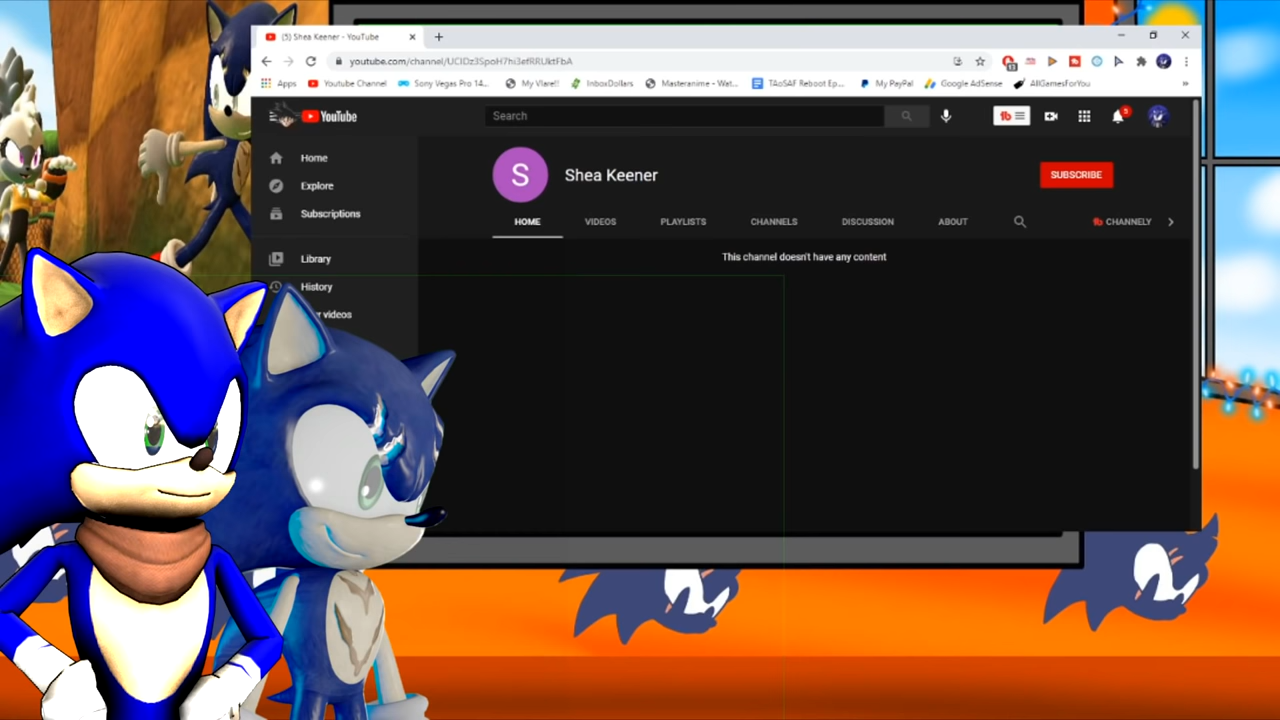 (5) Shea Keener - YouTube
youtube.com/channel/UCIDz3SpoH7hi3efRRUktFbA
Apps Youtube Channel Sony Vegas Pro 14... My Vlare!! InboxDollars Masteranime - Wat... TAoSAF Reboot Ep... My PayPal Google AdSense AllGamesForYou »
YouTube Search
Home
Explore
Subscriptions
Library
History
videos
S Shea Keener SUBSCRIBE
HOME VIDEOS PLAYLISTS CHANNELS DISCUSSION ABOUT CHANNELY
This channel doesn't have any content